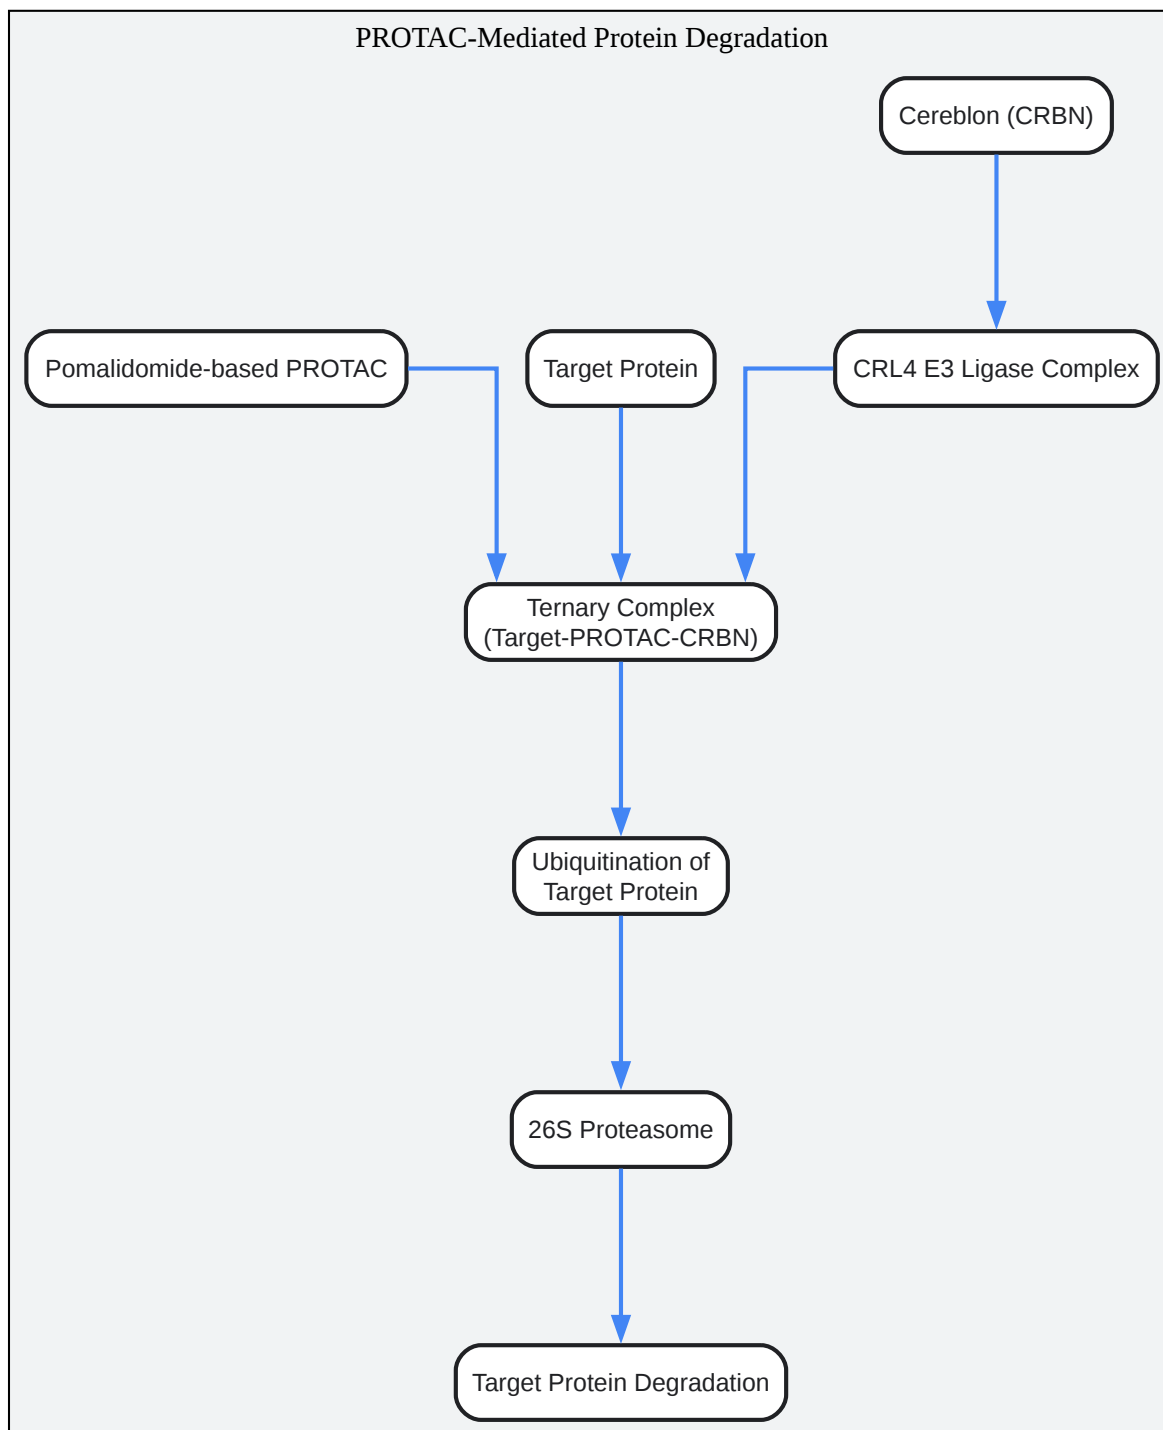 PROTAC-Mediated Protein Degradation
Cereblon (CRBN)
Pomalidomide-based PROTAC
Target Protein
CRL4 E3 Ligase Complex
Ternary Complex
(Target-PROTAC-CRBN)
Ubiquitination of
Target Protein
26S Proteasome
Target Protein Degradation